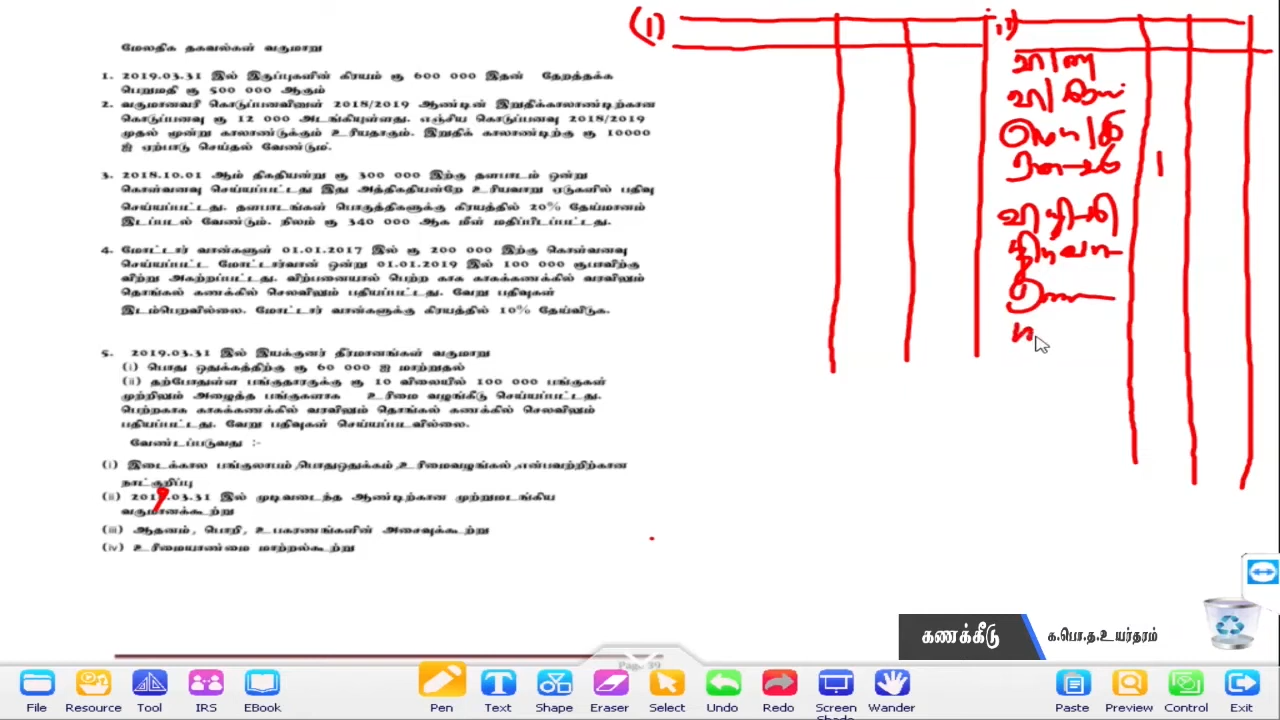 மேலதிக தகவல்கள் வருமாறு
1. 2019.03.31 இல் இருப்புகளின் கிரயம் ரூ 600 000 இதன் தேறத்தக்க
பெறுமதி ரூ 500 000 ஆகும்
2. வருமானவரி கொடுப்பனவினுள் 2018/2019 ஆண்டின் இறுதிக்காலாண்டிற்கான
கொடுப்பனவு ரூ 12 000 அடங்கியுள்ளது. எஞ்சிய கொடுப்பனவு 2018/2019
முதல் மூன்று காலாண்டுக்கும் உரியதாகும். இறுதிக் காலாண்டிற்கு ரூ 10000
ஐ ஏற்பாடு செய்தல் வேண்டும்.
3. 2018.10.01 ஆம் திகதியன்று ரூ 300 000 இற்கு தளபாடம் ஒன்று
கொள்வனவு செய்யப்பட்டது இது அத்திகதியன்றே உரியவாறு ஏடுகளில் பதிவு
செய்யப்பட்டது. தளபாடங்கள் பொருத்திகளுக்கு கிரயத்தில் 20% தேய்மானம்
இடப்படல் வேண்டும். நிலம் ரூ 340 000 ஆக மீள் மதிப்பிடப்பட்டது.
4. மோட்டார் வான்களுள் 01.01.2017 இல் ரூ 200 000 இற்கு கொள்வனவு
செய்யப்பட்ட மோட்டார்வான் ஒன்று 01.01.2019 இல் 100 000 ரூபாவிற்கு
விற்று அகற்றப்பட்டது. விற்பனையால் பெற்ற காசு காசுக்கணக்கில் வரவிலும்
தொங்கல் கணக்கில் செலவிலும் பதியப்பட்டது. வேறு பதிவுகள்
இடம்பெறவில்லை. மோட்டார் வான்களுக்கு கிரயத்தில் 10% தேய்விடுக.
5. 2019.03.31 இல் இயக்குனர் தீர்மானங்கள் வருமாறு
(i) பொது ஒதுக்கத்திற்கு ரூ 60 000 ஐ மாற்றுதல்
(ii) தற்போதுள்ள பங்குதாரருக்கு ரூ 10 விலையில் 100 000 பங்குகள்
முற்றிலும் அழைத்த பங்குகளாக உரிமை வழங்கீடு செய்யப்பட்டது.
பெற்றகாசு காசுக்கணக்கில் வரவிலும் தொங்கல் கணக்கில் செலவிலும்
பதியப்பட்டது. வேறு பதிவுகள் செய்யப்படவில்லை.
வேண்டப்படுவது :-
(i) இடைக்கால பங்குலாபம்,பொதுஒதுக்கம்,உரிமைவழங்கல்,என்பவற்றிற்கான
நாட்குறிப்பு
(ii) 2019.03.31 இல் முடிவடைந்த ஆண்டிற்கான முற்றுமடங்கிய
வருமானக்கூற்று
(iii) ஆதனம், பொறி, உபகரணங்களின் அசைவுக்கூற்று
(iv) உரிமையாண்மை மாற்றல்கூற்று
Pag. 39
(i)
ii)
1
கணக்கீடு
க.பொ.த.உயர்தரம்
File Resource Tool IRS EBook Pen Text Shape Eraser Select Undo Redo Screen Shade Wander Paste Preview Control Exit